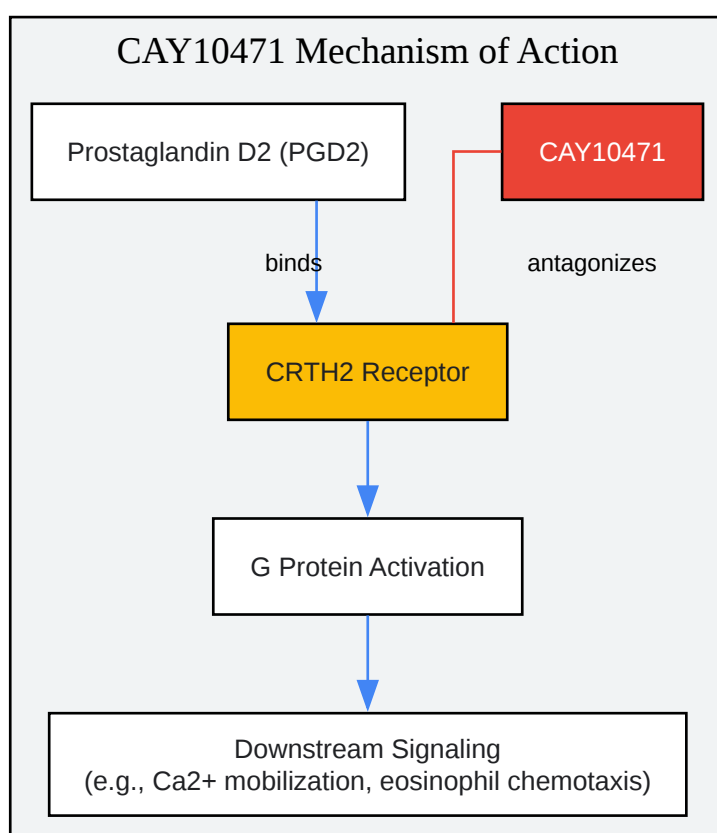 CAY10471 Mechanism of Action
Prostaglandin D2 (PGD2)
CAY10471
binds
antagonizes
CRTH2 Receptor
G Protein Activation
Downstream Signaling
(e.g., Ca2+ mobilization, eosinophil chemotaxis)